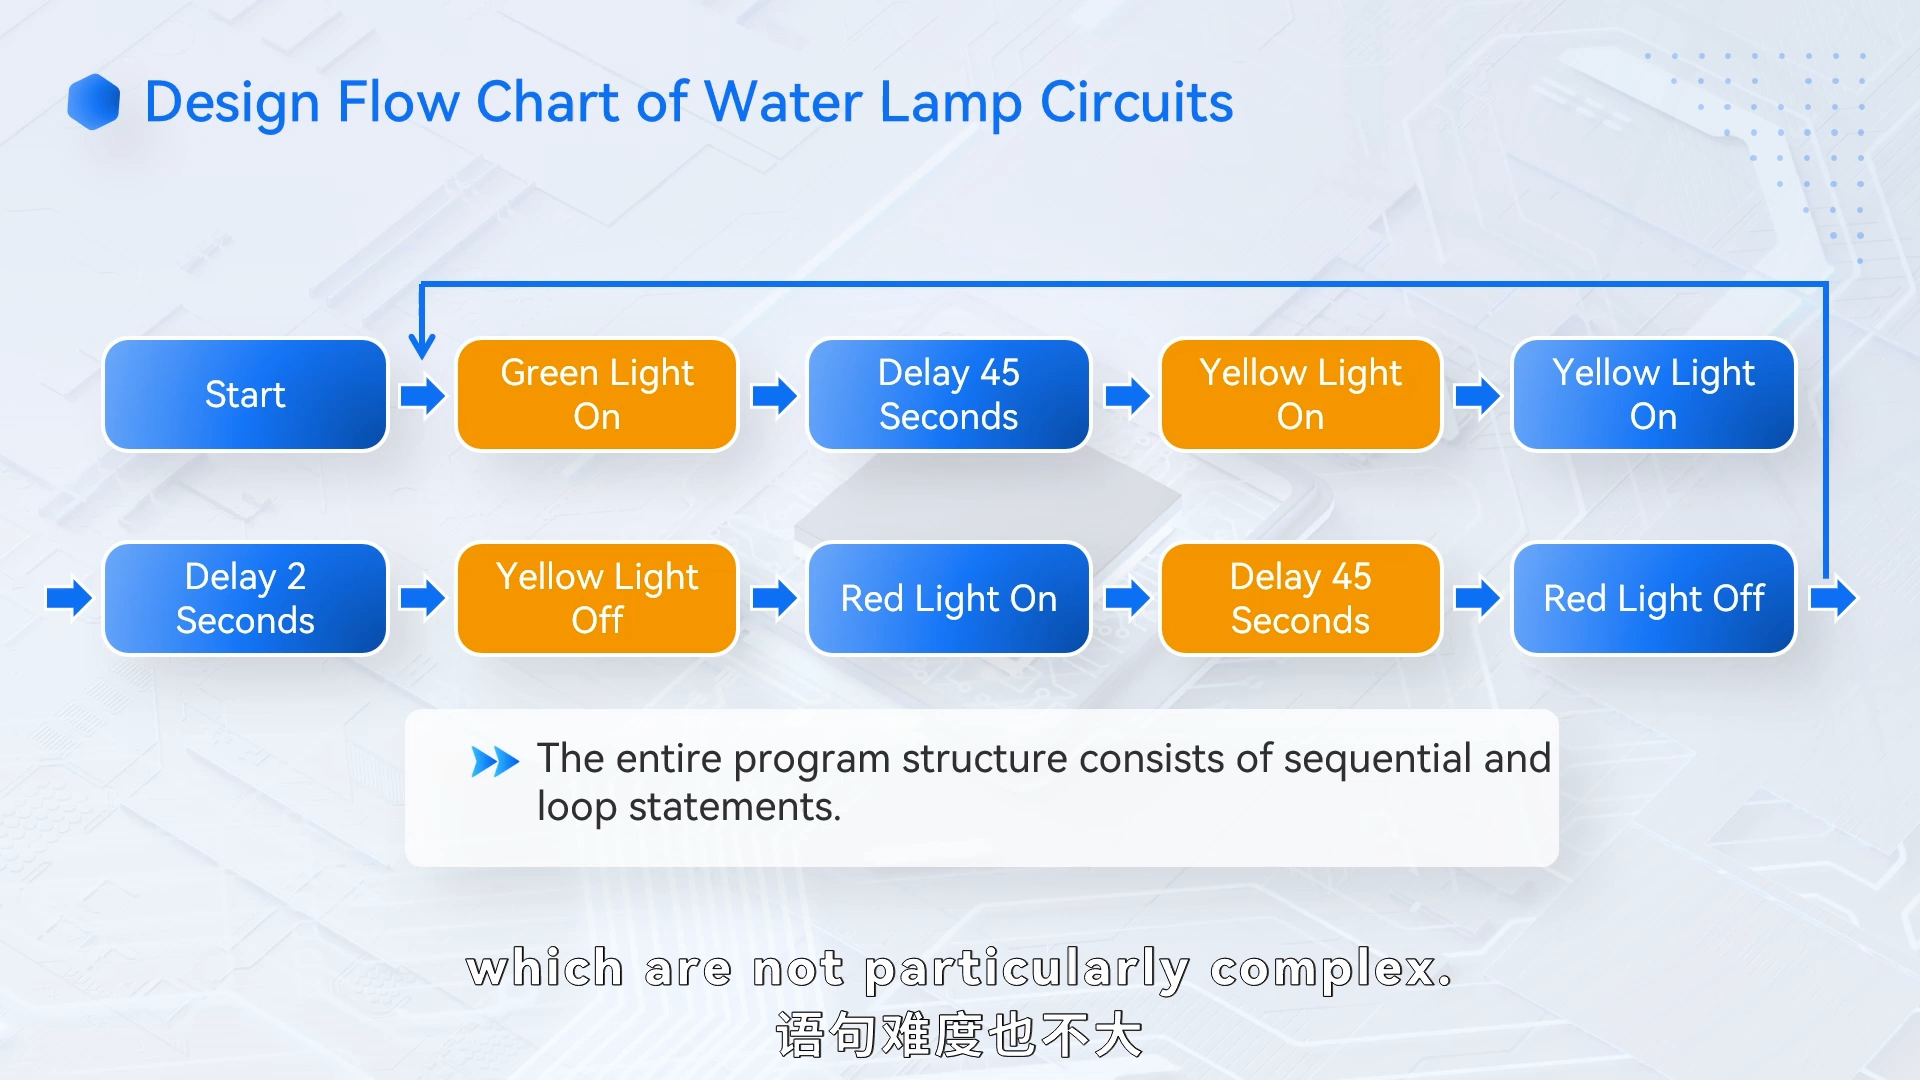 Design Flow Chart of Water Lamp Circuits
Start
Green Light
On
Delay 45
Seconds
Yellow Light
On
Yellow Light
On
Delay 2
Seconds
Yellow Light
Off
Red Light On
Delay 45
Seconds
Red Light Off
The entire program structure consists of sequential and
loop statements.
which are not particularly complex.
语句难度也不大